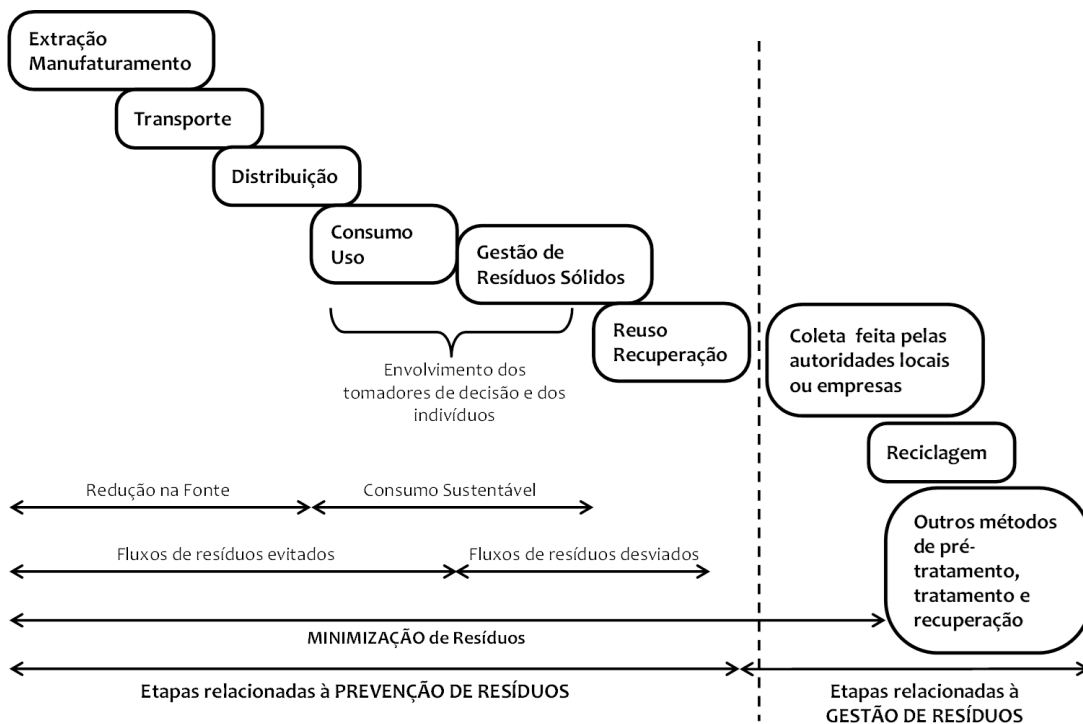 Extração
Manufaturamento
Transporte
Distribuição
Consumo
Uso
Gestão de
Resíduos Sólidos
Reuso
Recuperação
Coleta feita pelas
autoridades locais
ou empresas
Envolvimento dos
tomadores de decisão e dos
indivíduos
Reciclagem
Redução na Fonte
Consumo Sustentável
Outros métodos
de pré-
tratamento,
tratamento e
recuperação
Fluxos de resíduos evitados
Fluxos de resíduos desviados
MINIMIZAÇÃO de Resíduos
Etapas relacionadas à PREVENÇÃO DE RESÍDUOS
Etapas relacionadas à
GESTÃO DE RESÍDUOS